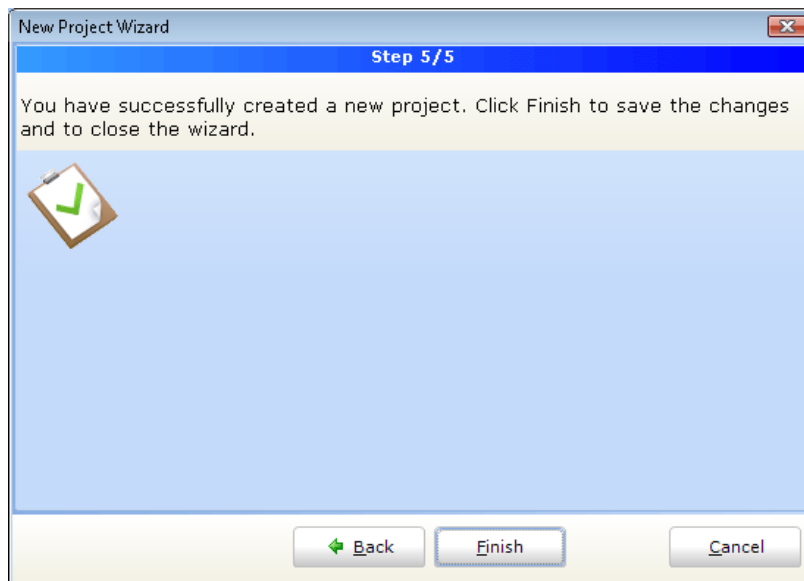 New Project Wizard
Step 5/5
You have successfully created a new project. Click Finish to save the changes
and to close the wizard.
Back
Finish
Cancel